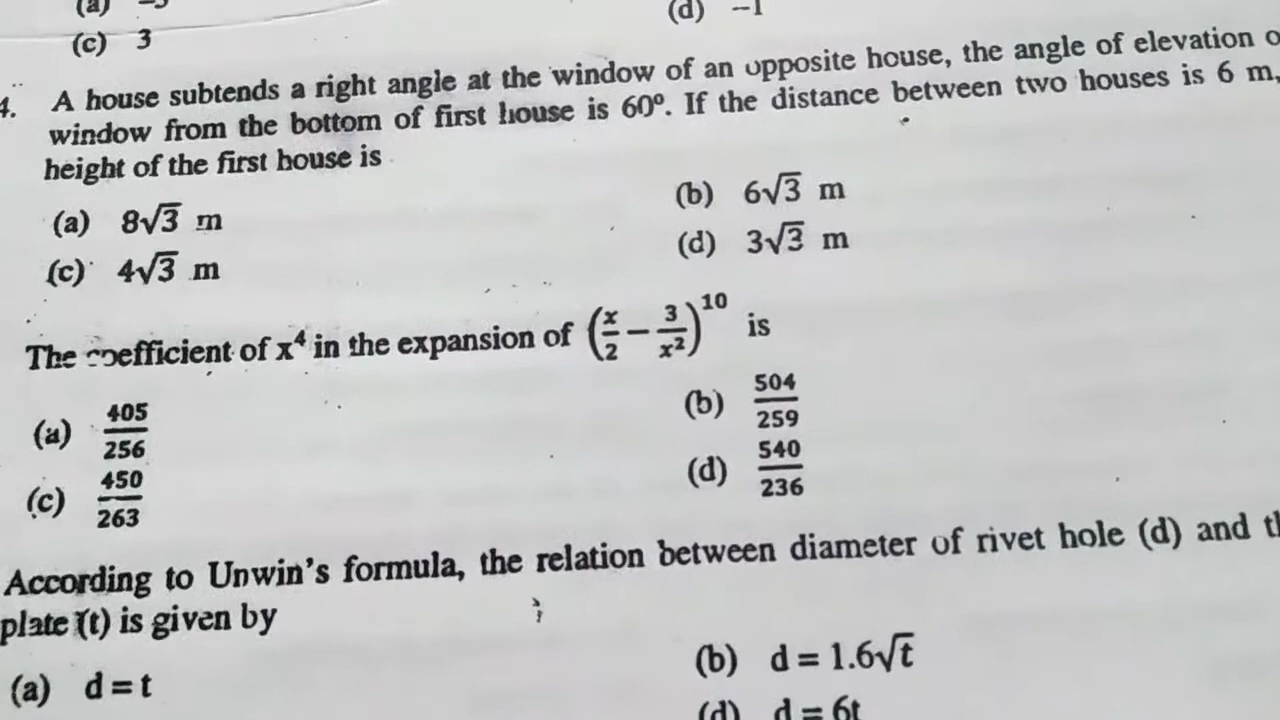 (a) −3
(d) −1
(c) 3
4. A house subtends a right angle at the window of an opposite house, the angle of elevation o
window from the bottom of first house is 60⁰. If the distance between two houses is 6 m,
height of the first house is
(a) 8√3 m
(b) 6√3 m
(c) 4√3 m
(d) 3√3 m
The coefficient of x⁴ in the expansion of (x/2 − 3/x²)¹⁰ is
(a) 405/256
(b) 504/259
(c) 450/263
(d) 540/236
According to Unwin's formula, the relation between diameter of rivet hole (d) and th
plate (t) is given by
(a) d = t
(b) d = 1.6√t
(d) d = 6t